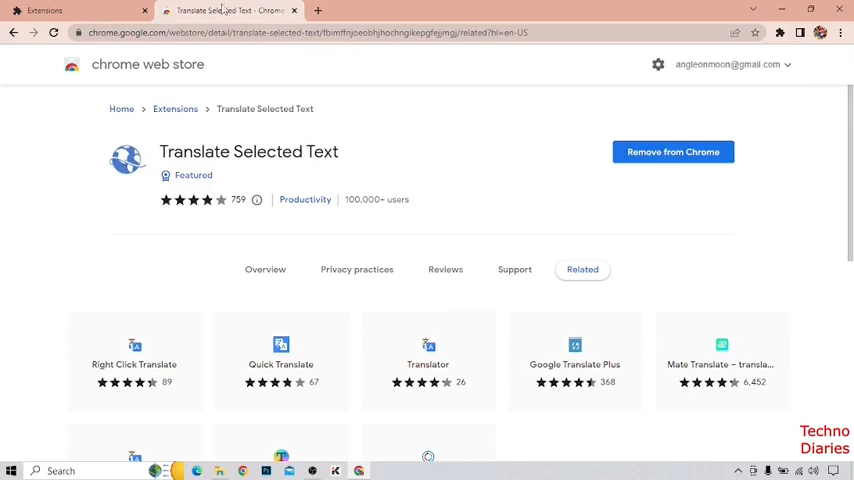 Extensions
Translate Selected Text - Chrome
chrome.google.com/webstore/detail/translate-selected-text/fbimffnjoeobhjhochngikepgfejjmgj/related?hl=en-US
chrome web store
angleonmoon@gmail.com
Home > Extensions > Translate Selected Text
Translate Selected Text
Remove from Chrome
Featured
759 | Productivity | 100,000+ users
Overview Privacy practices Reviews Support Related
Right Click Translate Quick Translate Translator Google Translate Plus Mate Translate – transla...
89 67 26 368 6,452
Techno
Diaries
Search